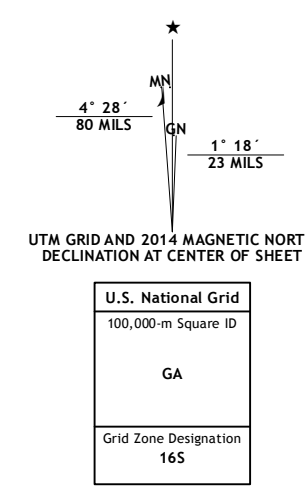 MN
4° 28´
80 MILS
GN
1° 18´
23 MILS
UTM GRID AND 2014 MAGNETIC NORT
DECLINATION AT CENTER OF SHEET
U.S. National Grid
100,000-m Square ID
GA
Grid Zone Designation
16S